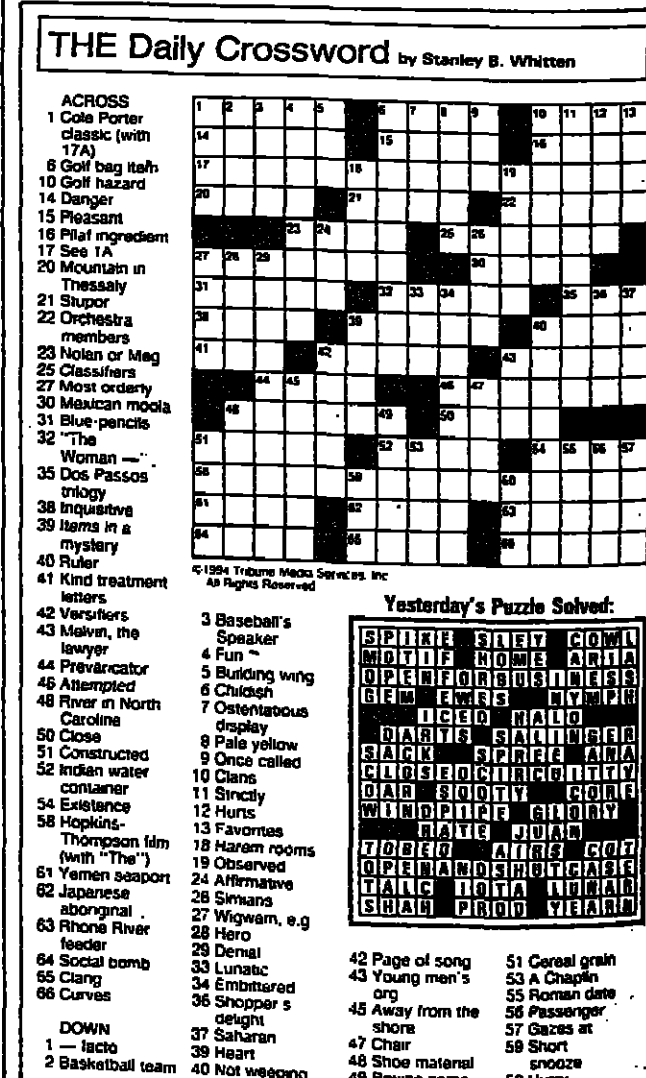 THE Daily Crossword by Stanley B. Whitten
ACROSS
1 Cole Porter
classic (with
17A)
6 Golf bag item
10 Golf hazard
14 Danger
15 Pleasant
16 Pilaf ingredient
17 See 1A
20 Mountain in
Thessaly
21 Stupor
22 Orchestra
members
23 Nolan or Meg
25 Classifiers
27 Most orderly
30 Mexican moola
31 Blue-pencils
32 "The
Woman —"
35 Dos Passos
trilogy
38 Inquisitive
39 Items in a
mystery
40 Ruler
41 Kind treatment
letters
42 Versifiers
43 Melvin, the
lawyer
44 Prevaricator
46 Attempted
48 River in North
Carolina
50 Close
51 Constructed
52 Indian water
container
54 Existence
58 Hopkins-
Thompson film
(with "The")
61 Yemen seaport
62 Japanese
aboriginal
63 Rhone River
feeder
64 Social bomb
65 Clang
66 Curves
DOWN
1 — facto
2 Basketball team
©1994 Tribune Media Services, Inc
All Rights Reserved
3 Baseball's
Speaker
4 Fun
5 Building wing
6 Childish
7 Ostentatious
display
8 Pale yellow
9 Once called
10 Clans
11 Strictly
12 Hurts
13 Favorites
18 Harem rooms
19 Observed
24 Affirmative
26 Simians
27 Wigwam, e.g
28 Hero
29 Denial
33 Lunatic
34 Embittered
36 Shopper s
delight
37 Saharan
39 Heart
40 Not weeping
Yesterday's Puzzle Solved:
SPIKE SLEY COWL
MOTIF HOME ARIA
OPENFORBUSINESS
GEM EWES NYMPH
ICED HALO
DARTS SALINGER
SACK SPREE ANA
CLOSEDCIRCUITTV
OAR SOOTY CORE
WINDPIPE GLORY
RATE JUAN
TOBEO AIRS COT
OPENANDSHUTCASE
TALC IOTA LUNAR
SHAH PROD YEARN
42 Page of song
43 Young men's
org
45 Away from the
shore
47 Chair
48 Shoe material
51 Cereal grain
53 A Chaplin
55 Roman date
56 Passenger
57 Gazes at
59 Short
snooze